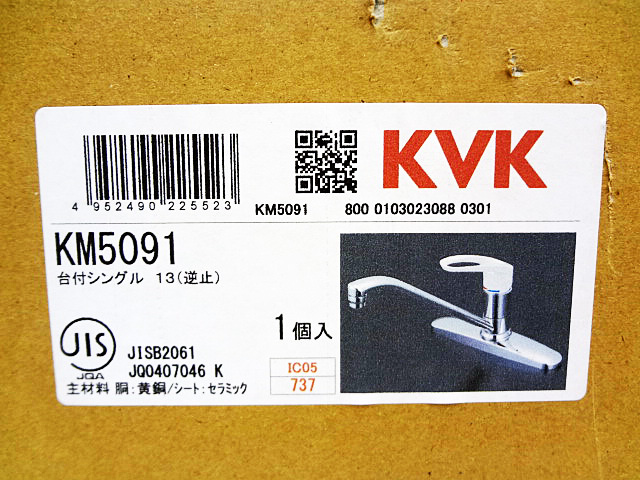 KVK
4 952490 225523
KM5091 800 0103023088 0301
KM5091
台付シングル 13(逆止)
1個入
JIS
JQA
JISB2061
JQ0407046 K
IC05
737
主材料 胴:黄銅/シート:セラミック